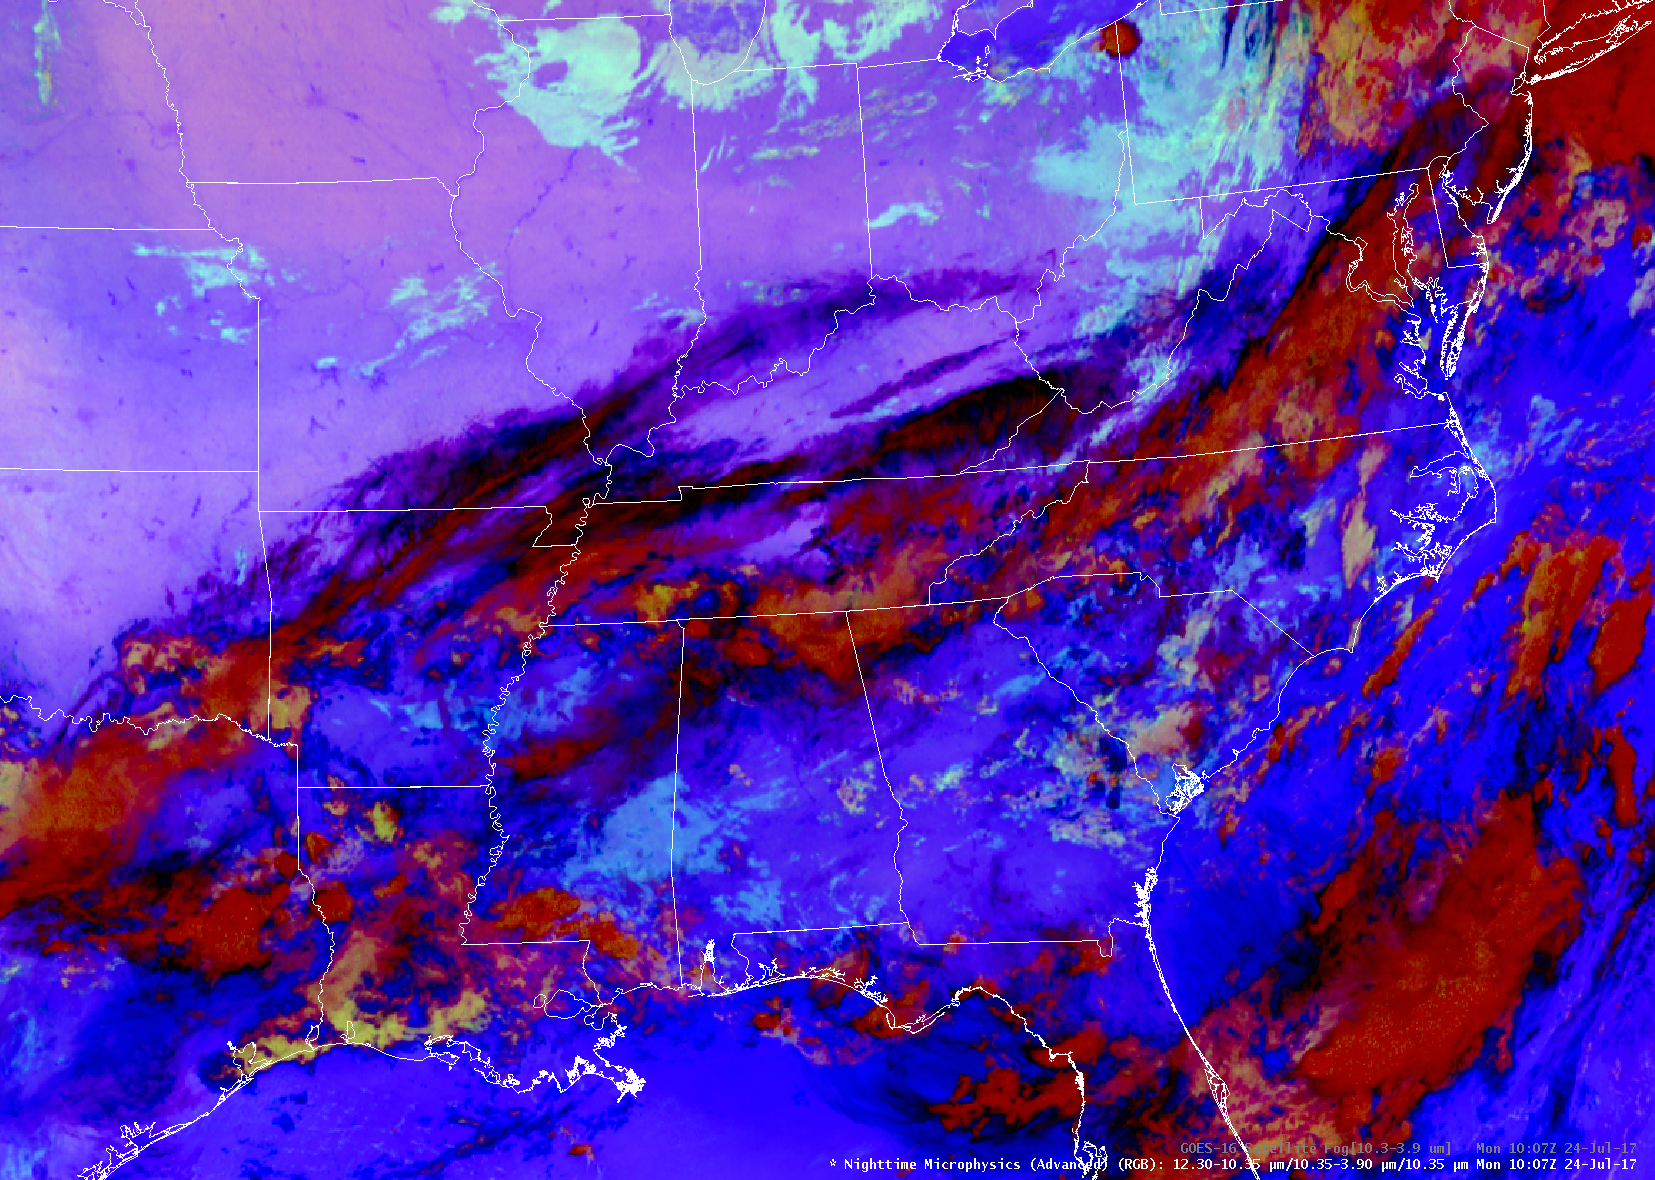 GOES-16 Satellite Fog[10.3-3.9 um] Mon 10:07Z 24-Jul-17
* Nighttime Microphysics (Advanced) (RGB): 12.30-10.35 µm/10.35-3.90 µm/10.35 µm Mon 10:07Z 24-Jul-17